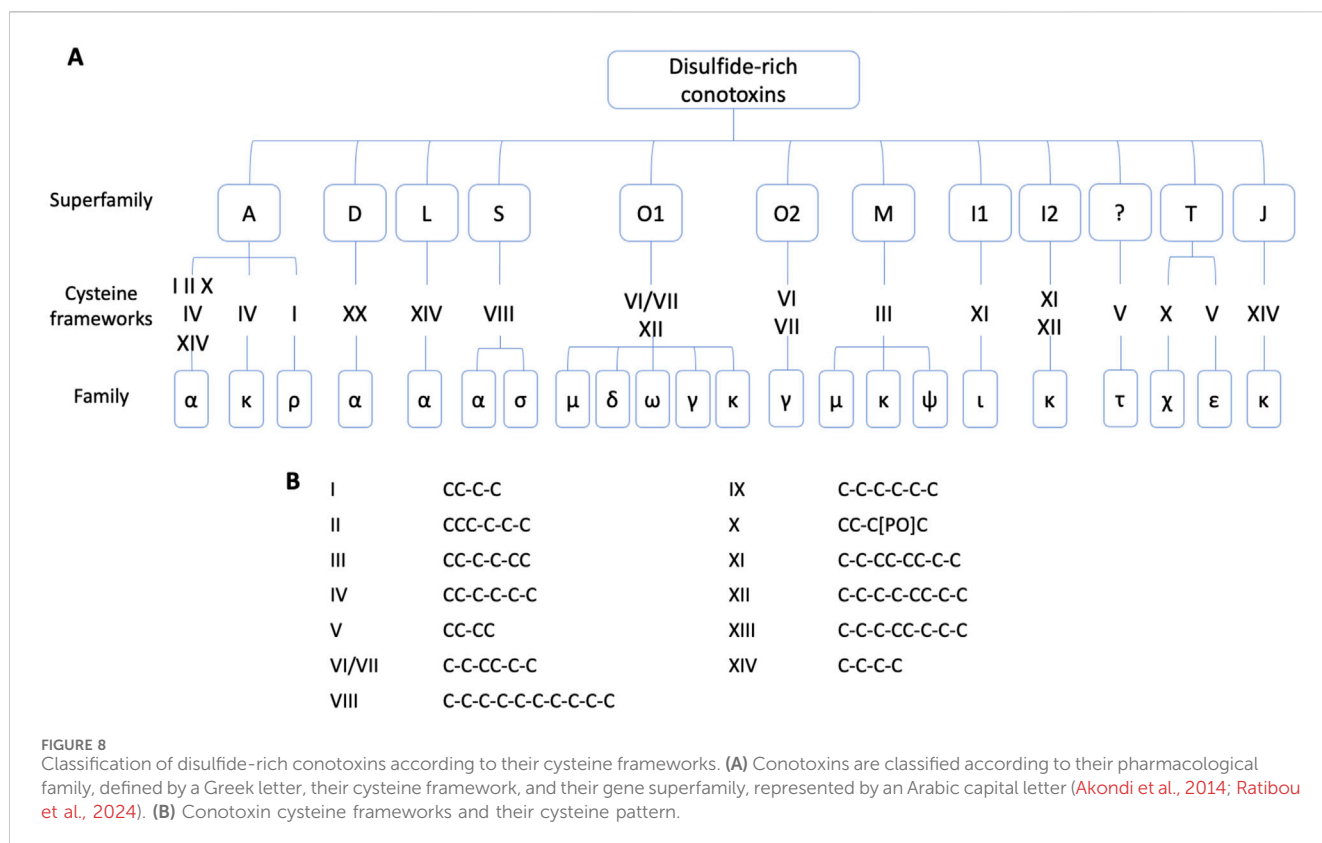 A
Disulfide-rich
conotoxins
Superfamily
A D L S O1 O2 M I1 I2 ? T J
Cysteine
frameworks
I II X
IV
XIV
IV
I
XX
XIV
VIII
VI/VII
XII
VI
VII
III
XI
XI
XII
V
X
V
XIV
Family
α κ ρ α α α σ μ δ ω γ κ γ μ κ ψ ι κ τ χ ε κ
B
I CC-C-C
II CCC-C-C-C
III CC-C-C-CC
IV CC-C-C-C-C
V CC-CC
VI/VII C-C-CC-C-C
VIII C-C-C-C-C-C-C-C-C-C
IX C-C-C-C-C-C
X CC-C[PO]C
XI C-C-CC-CC-C-C
XII C-C-C-C-CC-C-C
XIII C-C-C-CC-C-C-C
XIV C-C-C-C
FIGURE 8
Classification of disulfide-rich conotoxins according to their cysteine frameworks. (A) Conotoxins are classified according to their pharmacological
family, defined by a Greek letter, their cysteine framework, and their gene superfamily, represented by an Arabic capital letter (Akondi et al., 2014; Ratibou
et al., 2024). (B) Conotoxin cysteine frameworks and their cysteine pattern.